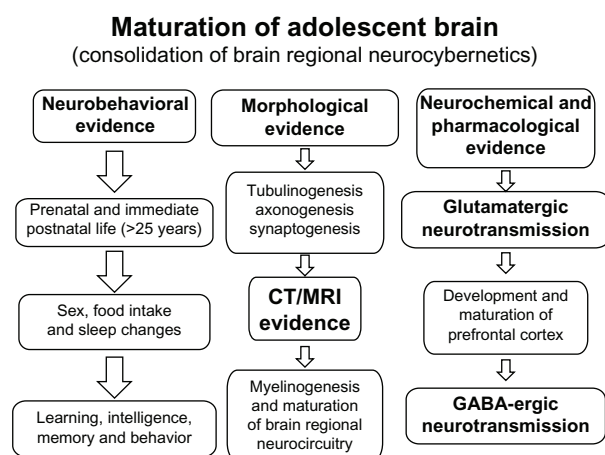 Maturation of adolescent brain
(consolidation of brain regional neurocybernetics)
Neurobehavioral
evidence
Prenatal and immediate
postnatal life (>25 years)
Sex, food intake
and sleep changes
Learning, intelligence,
memory and behavior
Morphological
evidence
Tubulinogenesis
axonogenesis
synaptogenesis
CT/MRI
evidence
Myelinogenesis
and maturation
of brain regional
neurocircuitry
Neurochemical and
pharmacological
evidence
Glutamatergic
neurotransmission
Development and
maturation of
prefrontal cortex
GABA-ergic
neurotransmission